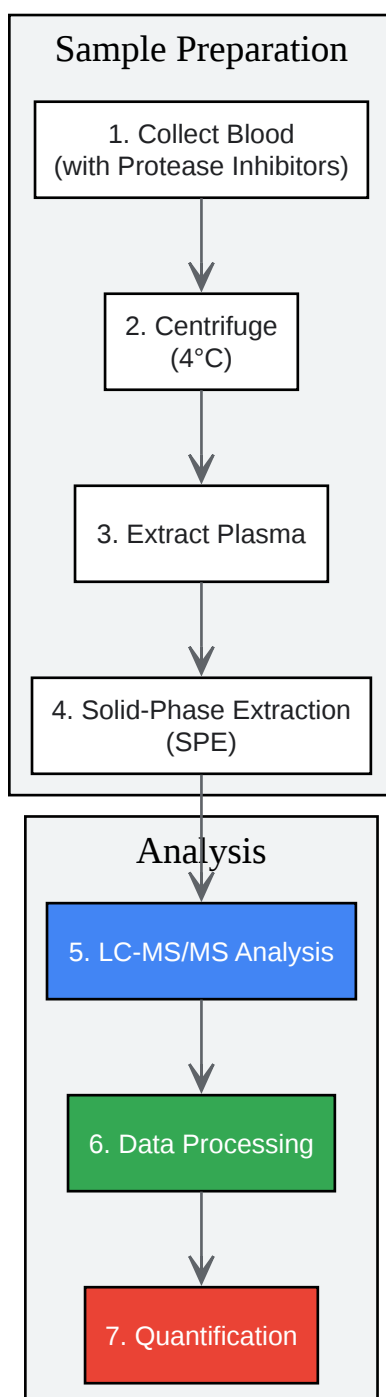 Sample Preparation
1. Collect Blood
(with Protease Inhibitors)
2. Centrifuge
(4°C)
3. Extract Plasma
4. Solid-Phase Extraction
(SPE)
Analysis
5. LC-MS/MS Analysis
6. Data Processing
7. Quantification